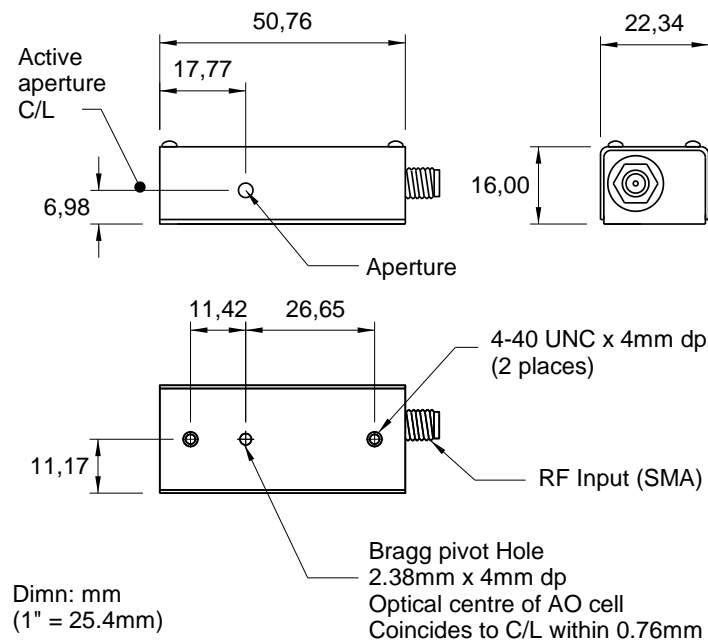 50,76
22,34
Active
aperture
C/L
17,77
16,00
6,98
Aperture
11,42
26,65
4-40 UNC x 4mm dp
(2 places)
11,17
RF Input (SMA)
Bragg pivot Hole
2.38mm x 4mm dp
Optical centre of AO cell
Coincides to C/L within 0.76mm
Dimn: mm
(1" = 25.4mm)